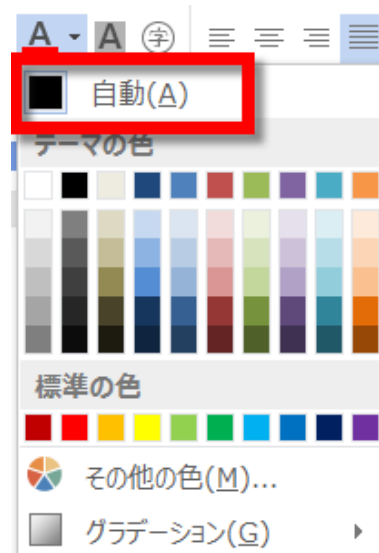 A A 字
自動(A)
テーマの色
標準の色
その他の色(M)...
グラデーション(G)